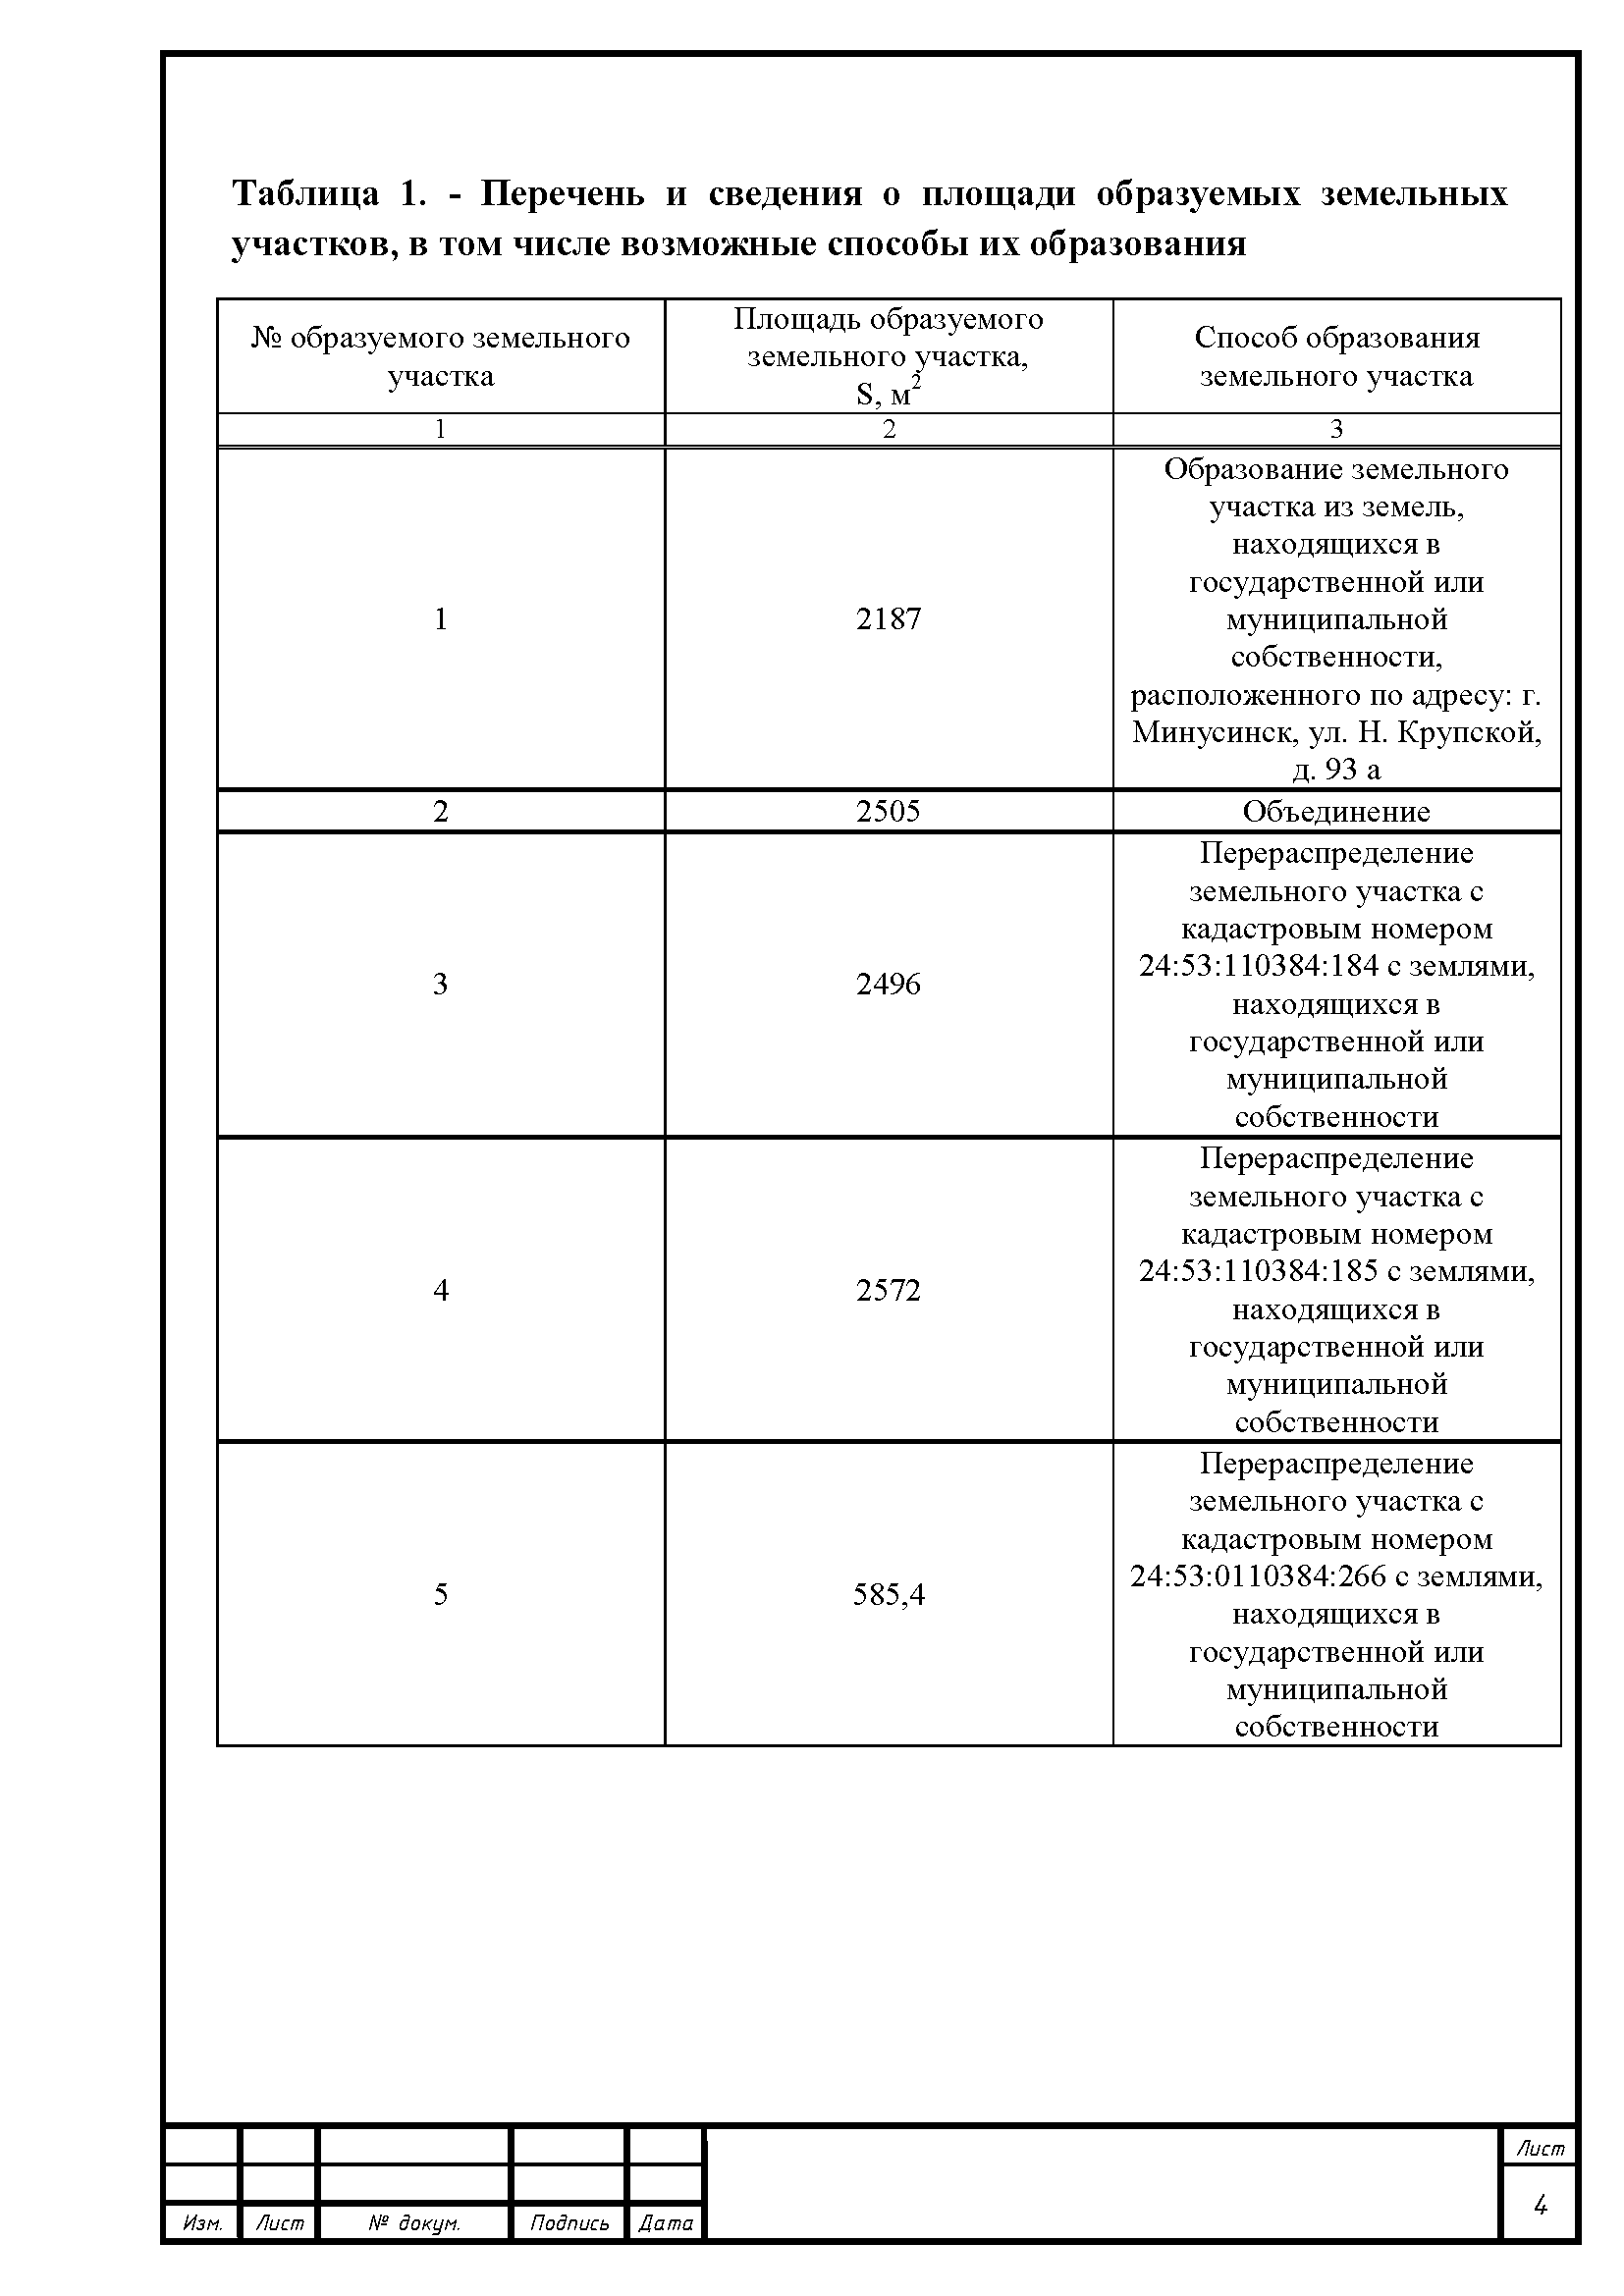 Таблица 1. - Перечень и сведения о площади образуемых земельных
участков, в том числе возможные способы их образования
№ образуемого земельного
участка
Площадь образуемого
земельного участка,
S, м²
Способ образования
земельного участка
1
2
3
1
2187
Образование земельного
участка из земель,
находящихся в
государственной или
муниципальной
собственности,
расположенного по адресу: г.
Минусинск, ул. Н. Крупской,
д. 93 а
2
2505
Объединение
3
2496
Перераспределение
земельного участка с
кадастровым номером
24:53:110384:184 с землями,
находящихся в
государственной или
муниципальной
собственности
4
2572
Перераспределение
земельного участка с
кадастровым номером
24:53:110384:185 с землями,
находящихся в
государственной или
муниципальной
собственности
5
585,4
Перераспределение
земельного участка с
кадастровым номером
24:53:0110384:266 с землями,
находящихся в
государственной или
муниципальной
собственности
Лист
4
Изм.
Лист
№ докум.
Подпись
Дата